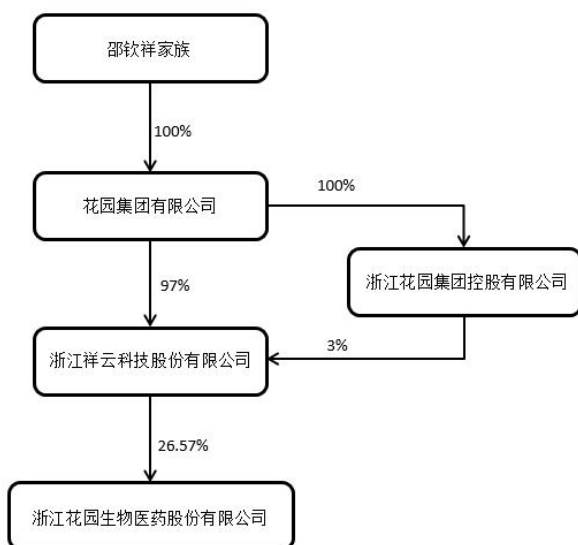 邵钦祥家族
100%
花园集团有限公司
100%
浙江花园集团控股有限公司
97%
浙江祥云科技股份有限公司
3%
26.57%
浙江花园生物医药股份有限公司